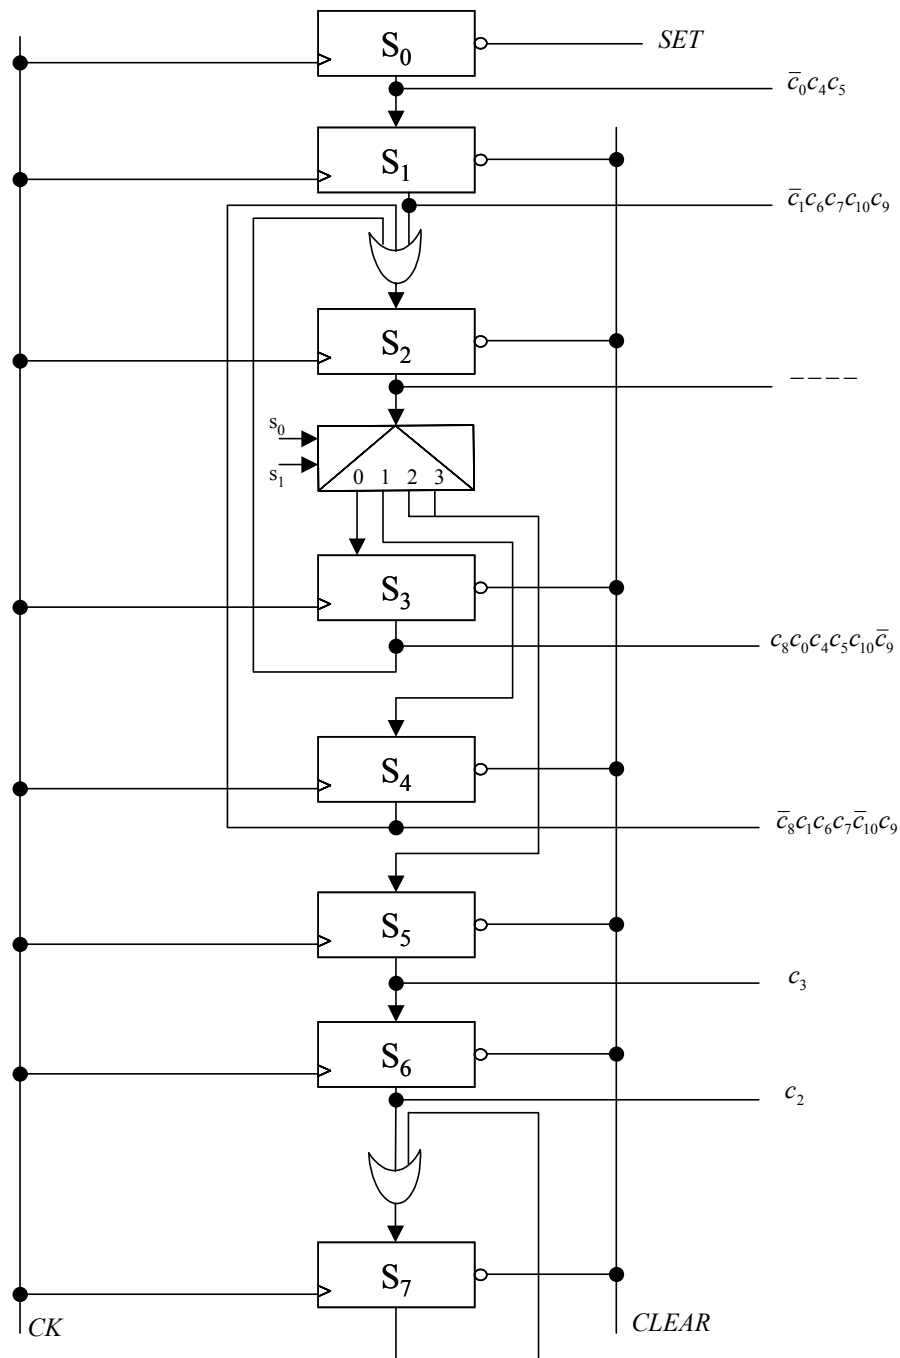 S₀
SET
c̅₀c₄c₅
S₁
c̅₁c₆c₇c₁₀c₉
S₂
----
s₀
s₁
0 1 2 3
S₃
c₈c₀c₄c₅c₁₀c̅₉
S₄
c̅₈c₁c₆c₇c̅₁₀c₉
S₅
c₃
S₆
c₂
S₇
CK
CLEAR